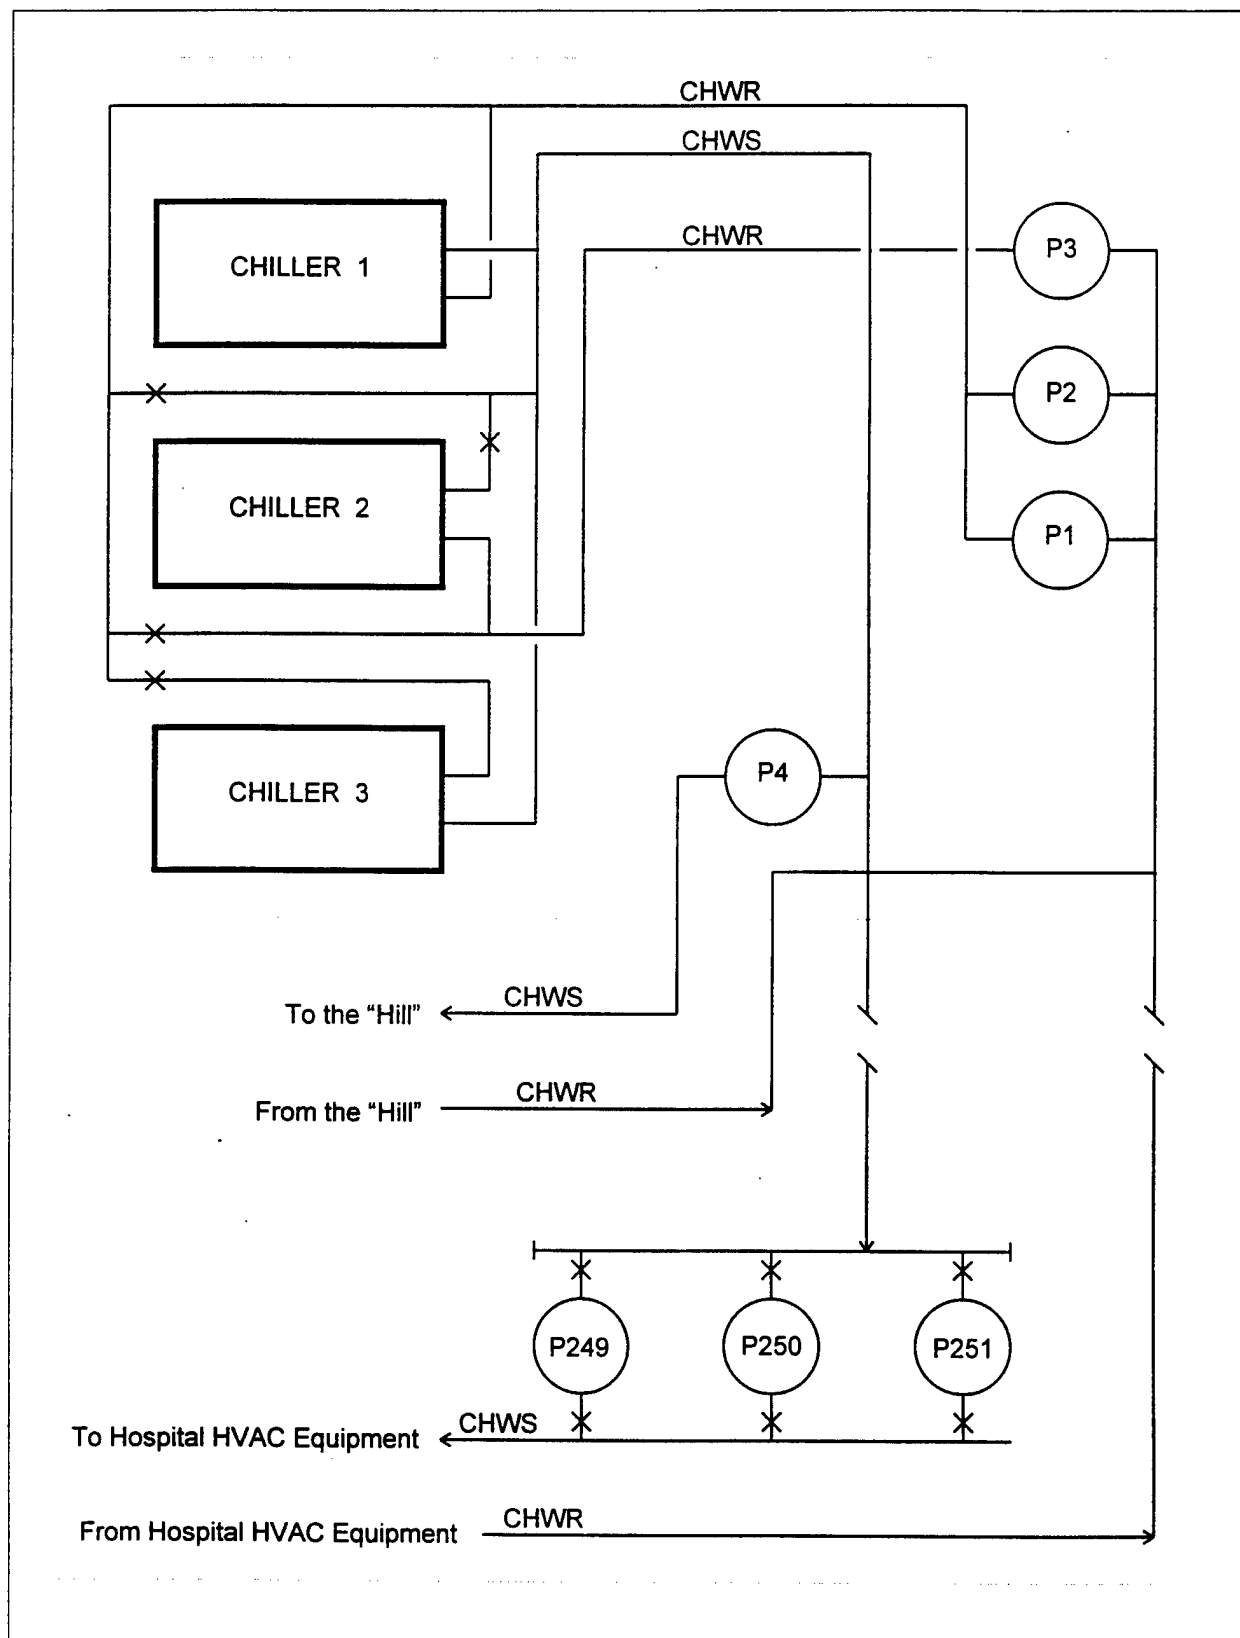 CHWR
CHWS
CHWR
P3
CHILLER 1
P2
CHILLER 2
P1
P4
CHILLER 3
CHWS
To the “Hill”
CHWR
From the “Hill”
P249
P250
P251
CHWS
To Hospital HVAC Equipment
CHWR
From Hospital HVAC Equipment